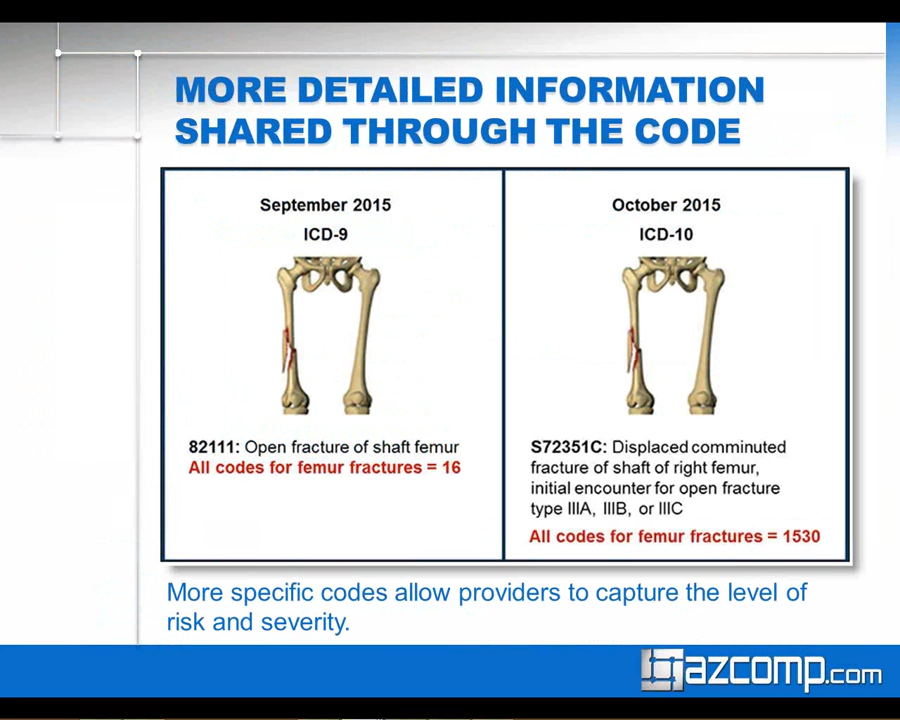 MORE DETAILED INFORMATION
SHARED THROUGH THE CODE
September 2015
ICD-9
82111: Open fracture of shaft femur
All codes for femur fractures = 16
October 2015
ICD-10
S72351C: Displaced comminuted
fracture of shaft of right femur,
initial encounter for open fracture
type IIIA, IIIB, or IIIC
All codes for femur fractures = 1530
More specific codes allow providers to capture the level of
risk and severity.
azcomp.com